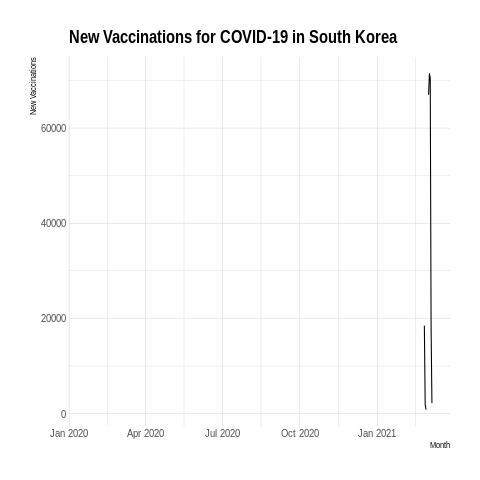 New Vaccinations for COVID-19 in South Korea
New Vaccinations
60000
40000
20000
0
Jan 2020 Apr 2020 Jul 2020 Oct 2020 Jan 2021
Month